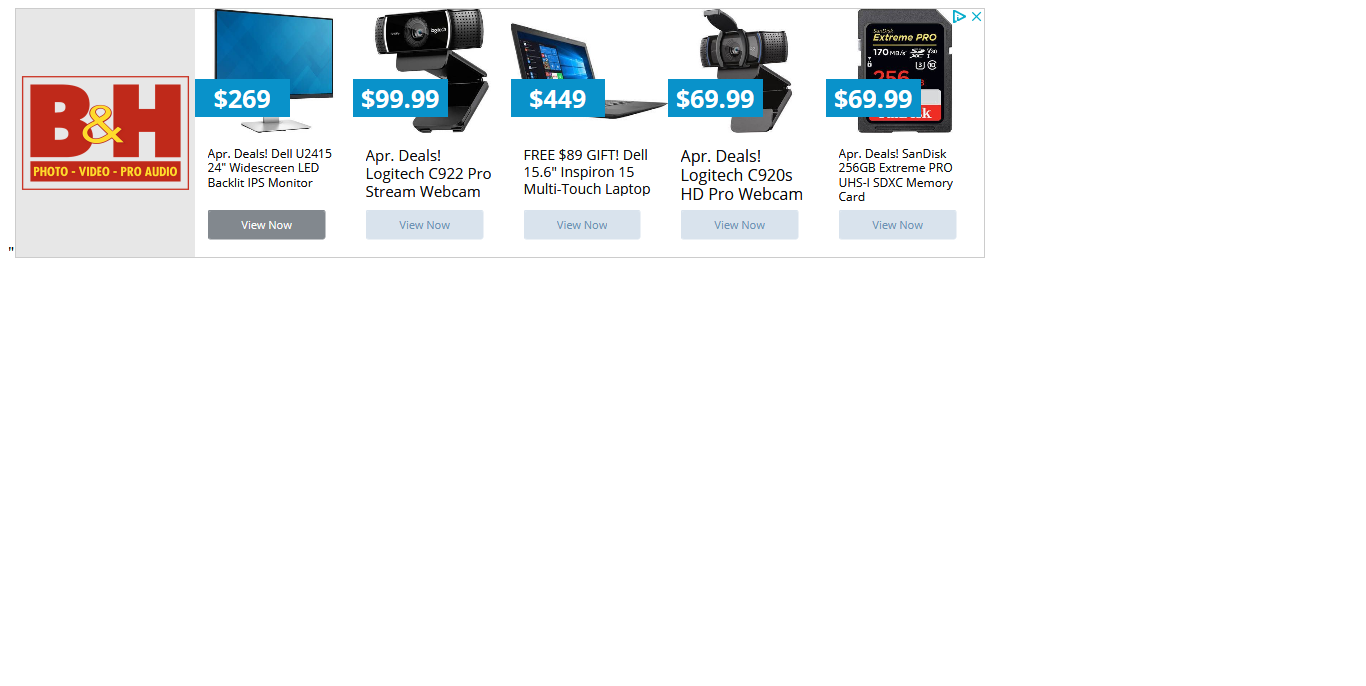 B&H
PHOTO - VIDEO - PRO AUDIO
$269
Apr. Deals! Dell U2415
24" Widescreen LED
Backlit IPS Monitor
View Now
logitech
$99.99
Apr. Deals!
Logitech C922 Pro
Stream Webcam
View Now
$449
FREE $89 GIFT! Dell
15.6" Inspiron 15
Multi-Touch Laptop
View Now
$69.99
Apr. Deals!
Logitech C920s
HD Pro Webcam
View Now
SanDisk
Extreme PRO
170 MB/s
256
SanDisk
$69.99
Apr. Deals! SanDisk
256GB Extreme PRO
UHS-I SDXC Memory
Card
View Now
"